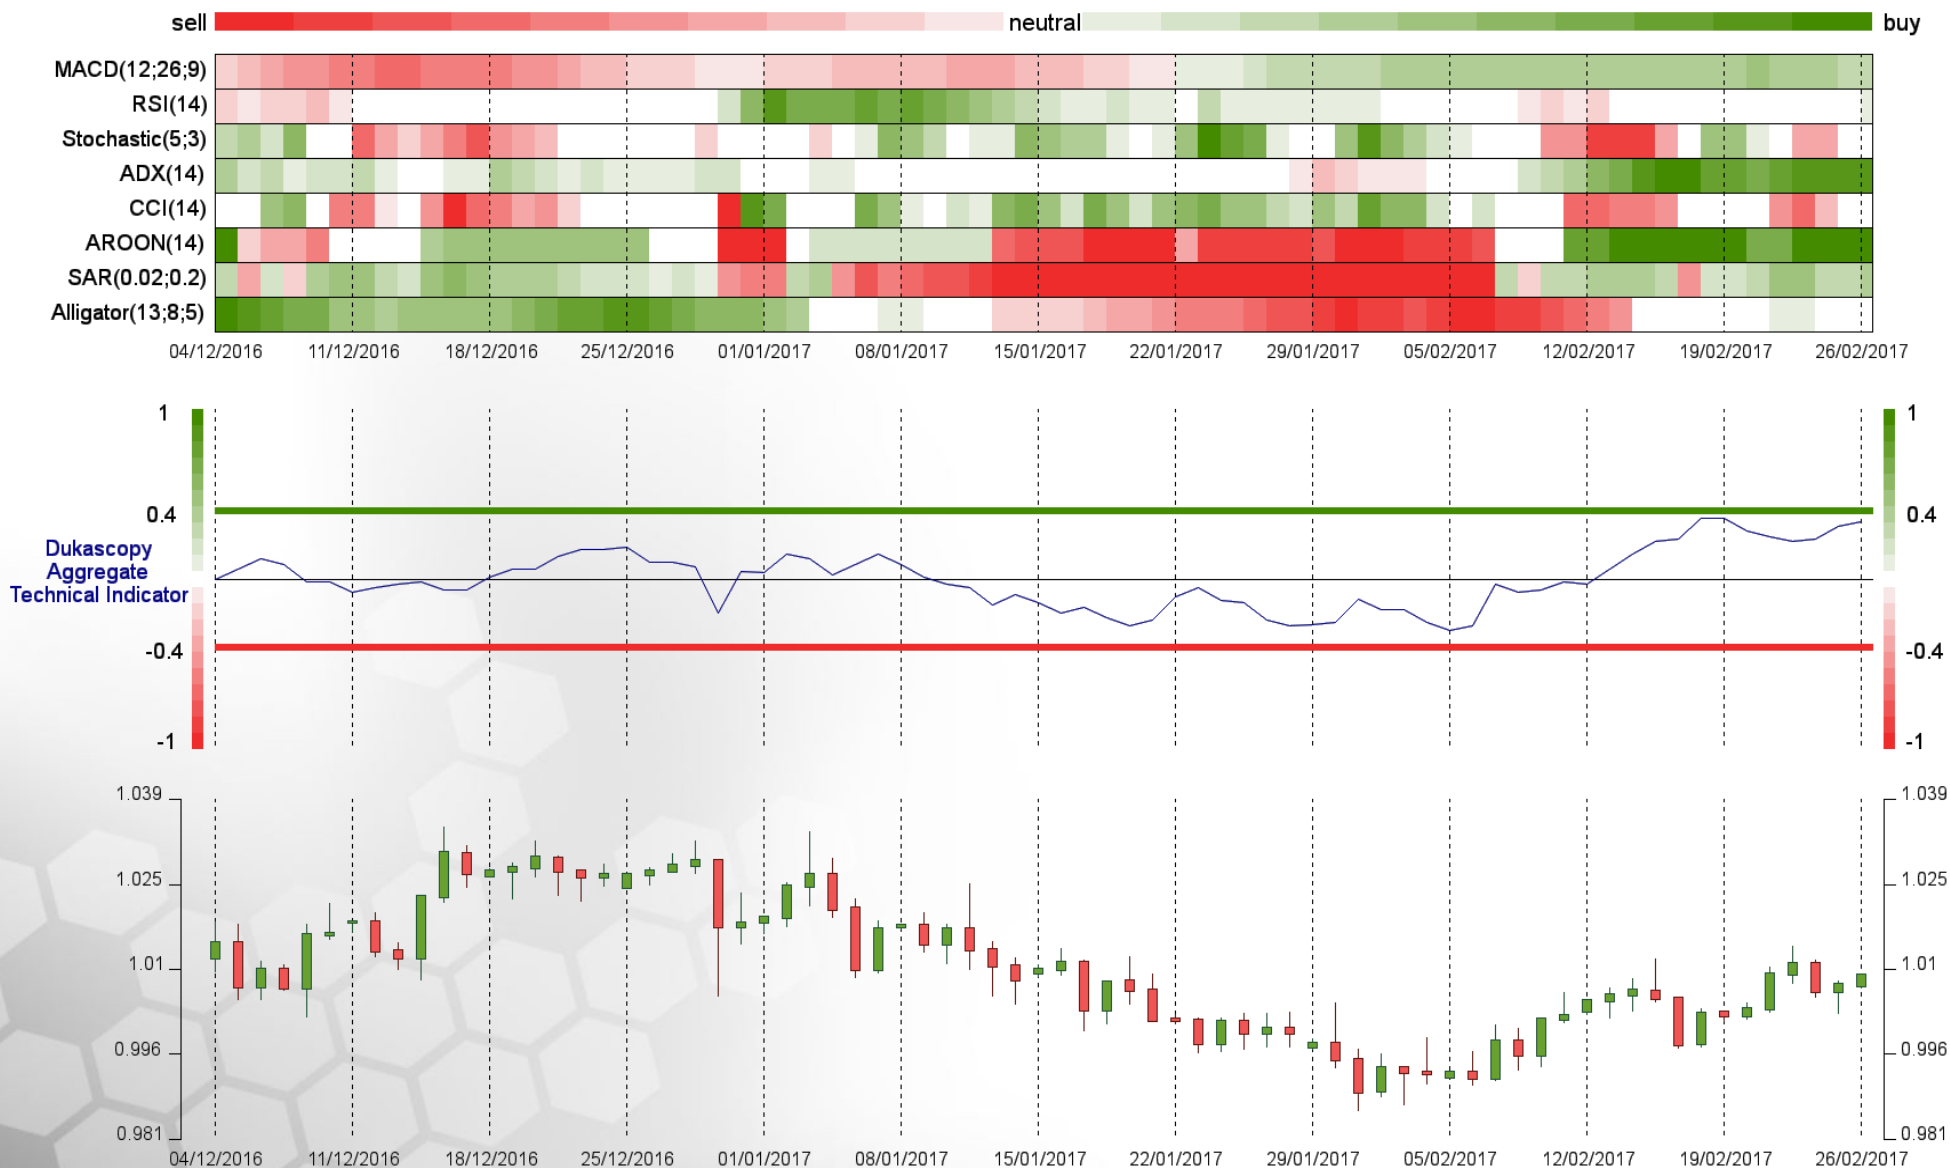 sell neutral buy
MACD(12;26;9)
RSI(14)
Stochastic(5;3)
ADX(14)
CCI(14)
AROON(14)
SAR(0.02;0.2)
Alligator(13;8;5)
04/12/2016 11/12/2016 18/12/2016 25/12/2016 01/01/2017 08/01/2017 15/01/2017 22/01/2017 29/01/2017 05/02/2017 12/02/2017 19/02/2017 26/02/2017
1 1
0.4 0.4
Dukascopy
Aggregate
Technical Indicator
-0.4 -0.4
-1 -1
1.039 1.039
1.025 1.025
1.01 1.01
0.996 0.996
0.981 0.981
04/12/2016 11/12/2016 18/12/2016 25/12/2016 01/01/2017 08/01/2017 15/01/2017 22/01/2017 29/01/2017 05/02/2017 12/02/2017 19/02/2017 26/02/2017